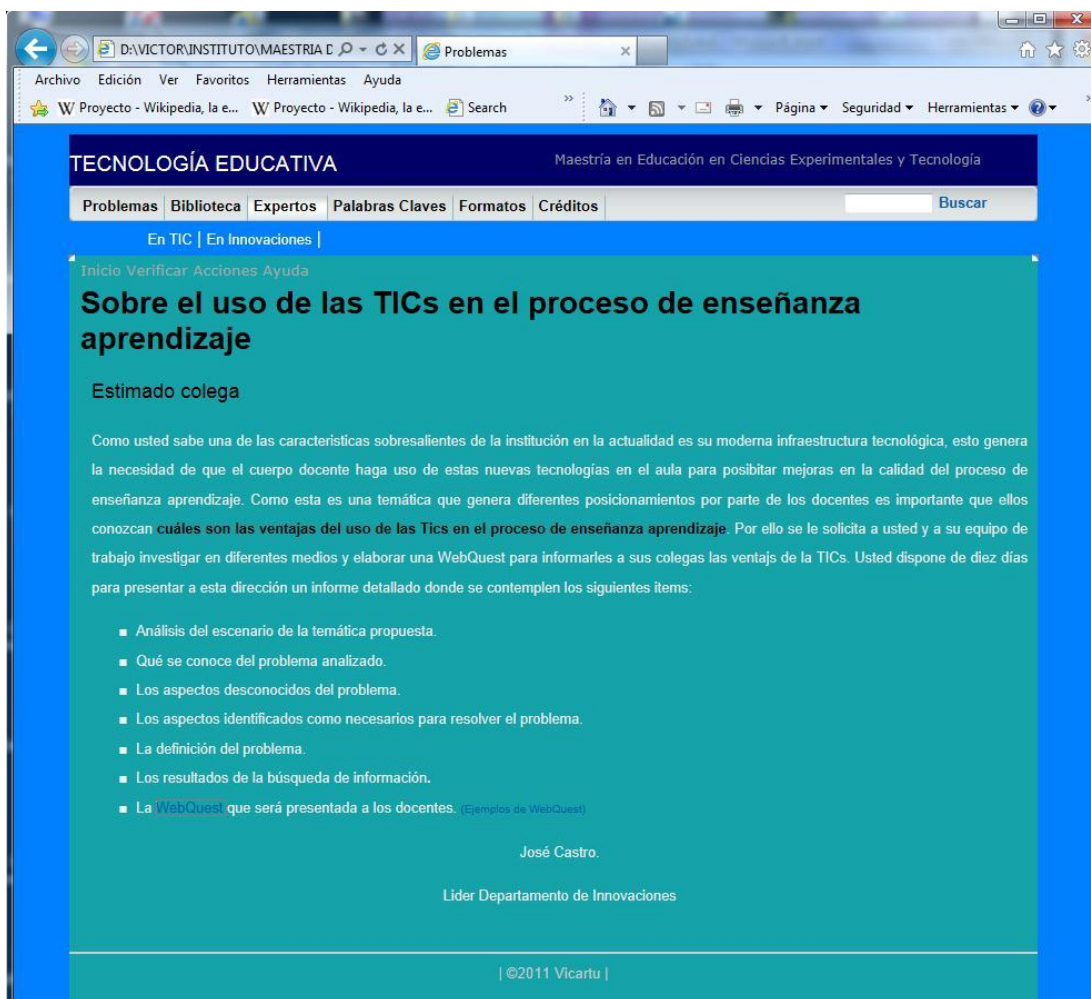 D:\VICTOR\INSTITUTO\MAESTRIA D
Problemas
Archivo Edición Ver Favoritos Herramientas Ayuda
Proyecto - Wikipedia, la e... Proyecto - Wikipedia, la e... Search » Página Seguridad Herramientas
TECNOLOGÍA EDUCATIVA
Maestría en Educación en Ciencias Experimentales y Tecnología
Problemas Biblioteca Expertos Palabras Claves Formatos Créditos Buscar
En TIC | En Innovaciones |
Inicio Verificar Acciones Ayuda
Sobre el uso de las TICs en el proceso de enseñanza
aprendizaje
Estimado colega
Como usted sabe una de las caracteristicas sobresalientes de la institución en la actualidad es su moderna infraestructura tecnológica, esto genera
la necesidad de que el cuerpo docente haga uso de estas nuevas tecnologías en el aula para posibitar mejoras en la calidad del proceso de
enseñanza aprendizaje. Como esta es una temática que genera diferentes posicionamientos por parte de los docentes es importante que ellos
conozcan cuáles son las ventajas del uso de las Tics en el proceso de enseñanza aprendizaje. Por ello se le solicita a usted y a su equipo de
trabajo investigar en diferentes medios y elaborar una WebQuest para informarles a sus colegas las ventajs de la TICs. Usted dispone de diez días
para presentar a esta dirección un informe detallado donde se contemplen los siguientes items:
Análisis del escenario de la temática propuesta.
Qué se conoce del problema analizado.
Los aspectos desconocidos del problema.
Los aspectos identificados como necesarios para resolver el problema.
La definición del problema.
Los resultados de la búsqueda de información.
La WebQuest que será presentada a los docentes. (Ejemplos de WebQuest)
José Castro.
Lider Departamento de Innovaciones
| ©2011 Vicartu |